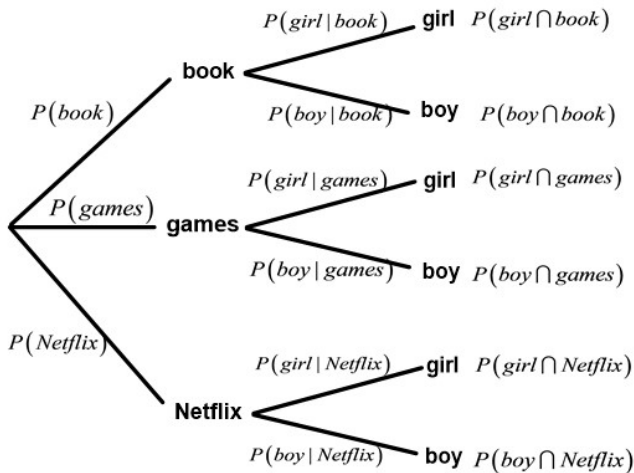 P(girl | book) girl P(girl ⋂ book)
book
P(book) P(boy | book) boy P(boy ⋂ book)
P(girl | games) girl P(girl ⋂ games)
P(games) games
P(boy | games) boy P(boy ⋂ games)
P(Netflix)
P(girl | Netflix) girl P(girl ⋂ Netflix)
Netflix
P(boy | Netflix) boy P(boy ⋂ Netflix)